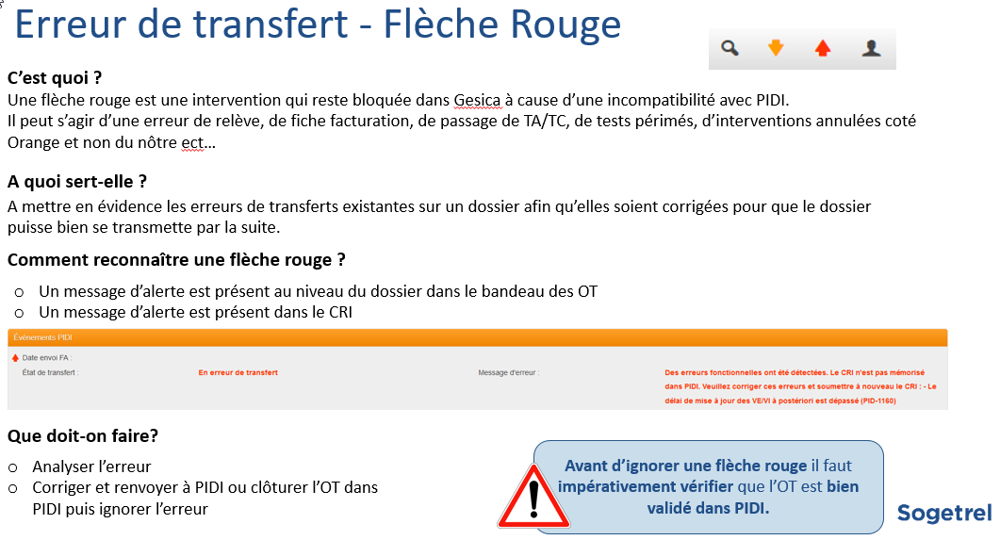 Erreur de transfert - Flèche Rouge
C’est quoi ?
Une flèche rouge est une intervention qui reste bloquée dans Gesica à cause d’une incompatibilité avec PIDI.
Il peut s’agir d’une erreur de relève, de fiche facturation, de passage de TA/TC, de tests périmés, d’interventions annulées coté
Orange et non du nôtre ect…
A quoi sert-elle ?
A mettre en évidence les erreurs de transferts existantes sur un dossier afin qu’elles soient corrigées pour que le dossier
puisse bien se transmette par la suite.
Comment reconnaître une flèche rouge ?
o Un message d’alerte est présent au niveau du dossier dans le bandeau des OT
o Un message d’alerte est présent dans le CRI
Événements PIDI
Date envoi FA :
État de transfert : En erreur de transfert Message d'erreur : Des erreurs fonctionnelles ont été détectées. Le CRI n'est pas mémorisé
dans PIDI. Veuillez corriger ces erreurs et soumettre à nouveau le CRI : - Le
délai de mise à jour des VE/VI à postériori est dépassé (PID-1160)
Que doit-on faire?
o Analyser l’erreur
o Corriger et renvoyer à PIDI ou clôturer l’OT dans
PIDI puis ignorer l’erreur
Avant d’ignorer une flèche rouge il faut
impérativement vérifier que l’OT est bien
validé dans PIDI.
Sogetrel